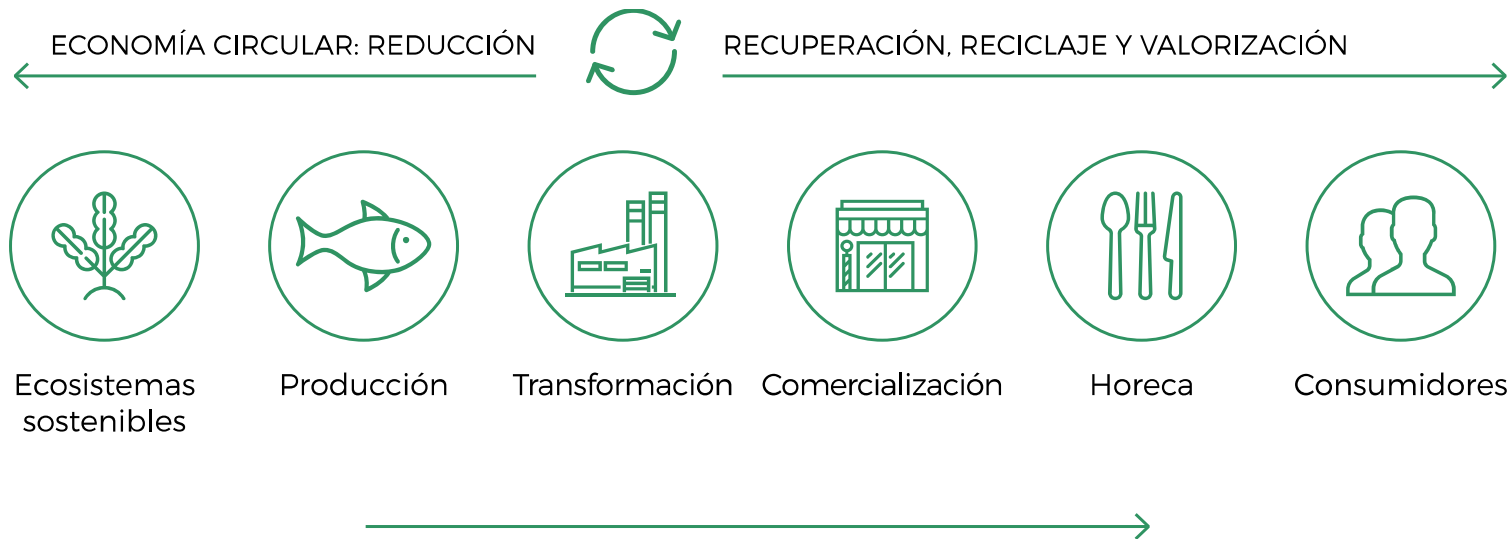 ECONOMÍA CIRCULAR: REDUCCIÓN
RECUPERACIÓN, RECICLAJE Y VALORIZACIÓN
Ecosistemas
sostenibles
Producción
Transformación
Comercialización
Horeca
Consumidores